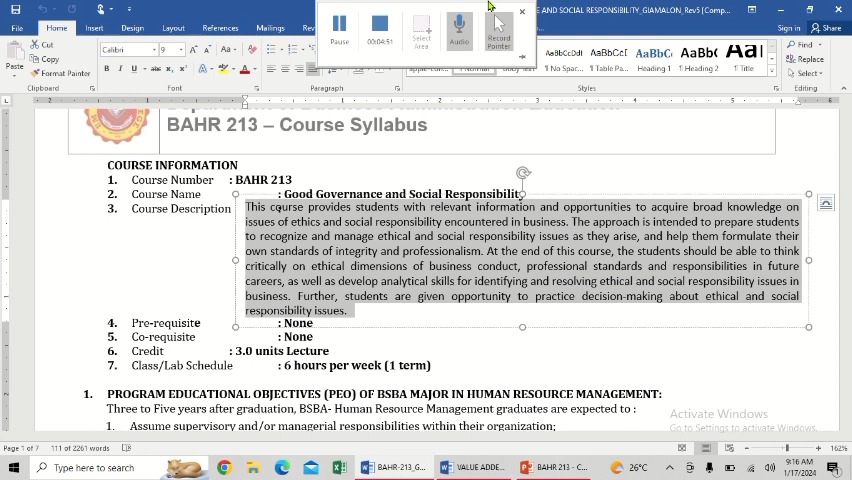 E AND SOCIAL RESPONSIBILITY_GIAMALON_Rev5 [Comp...
File Home Insert Design Layout References
Sign in Share
Pause 00:04:51 Select Area Audio Record Pointer
Cut
Copy
Format Painter
Paste
Calibri 9
AaBbCcDd AaBbCcDd AaBbC AaBbC AaBl
¶ Normal ¶ No Spac... ¶ Table Pa... Heading 1 Heading 2 Title
Find
Replace
Select
Clipboard Font Paragraph Styles Editing
BAHR 213 – Course Syllabus
COURSE INFORMATION
1. Course Number : BAHR 213
2. Course Name : Good Governance and Social Responsibility
3. Course Description
This course provides students with relevant information and opportunities to acquire broad knowledge on
issues of ethics and social responsibility encountered in business. The approach is intended to prepare students
to recognize and manage ethical and social responsibility issues as they arise, and help them formulate their
own standards of integrity and professionalism. At the end of this course, the students should be able to think
critically on ethical dimensions of business conduct, professional standards and responsibilities in future
careers, as well as develop analytical skills for identifying and resolving ethical and social responsibility issues in
business. Further, students are given opportunity to practice decision-making about ethical and social
responsibility issues.
4. Pre-requisite : None
5. Co-requisite : None
6. Credit : 3.0 units Lecture
7. Class/Lab Schedule : 6 hours per week (1 term)
1. PROGRAM EDUCATIONAL OBJECTIVES (PEO) OF BSBA MAJOR IN HUMAN RESOURCE MANAGEMENT:
Three to Five years after graduation, BSBA- Human Resource Management graduates are expected to :
1. Assume supervisory and/or managerial responsibilities within their organization;
Activate Windows
Go to Settings to activate Windows.
Page 1 of 7 111 of 2261 words 162%
Type here to search
BAHR-213_G... VALUE ADDE... BAHR 213 - C...
26°C
9:16 AM
1/17/2024